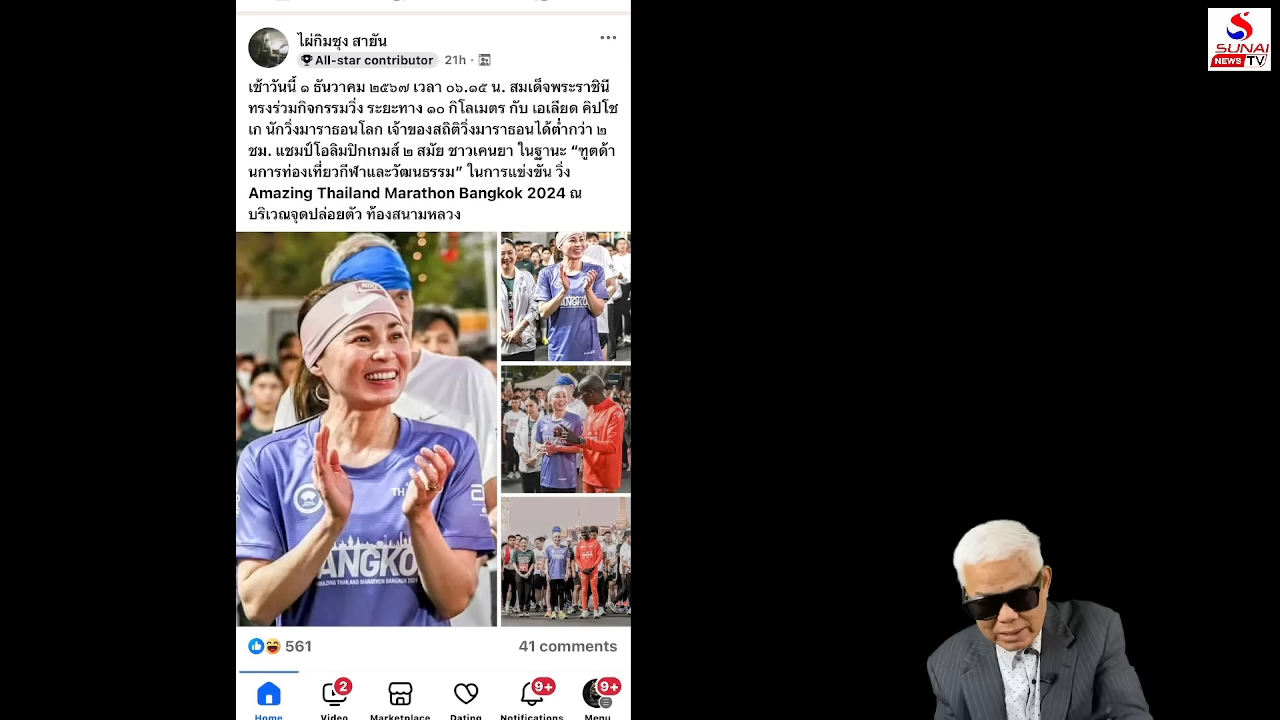 ไผ่กิมซุง สายัน
All-star contributor 21h ·
เช้าวันนี้ ๑ ธันวาคม ๒๕๖๗ เวลา ๐๖.๑๕ น. สมเด็จพระราชินี
ทรงร่วมกิจกรรมวิ่ง ระยะทาง ๑๐ กิโลเมตร กับ เอเลียด คิปโช
เก นักวิ่งมาราธอนโลก เจ้าของสถิติวิ่งมาราธอนได้ต่ำกว่า ๒
ชม. แชมป์โอลิมปิกเกมส์ ๒ สมัย ชาวเคนยา ในฐานะ “ฑูตด้า
นการท่องเที่ยวกีฬาและวัฒนธรรม” ในการแข่งขัน วิ่ง
Amazing Thailand Marathon Bangkok 2024 ณ
บริเวณจุดปล่อยตัว ท้องสนามหลวง
NIKE
BANGKO
AMAZING THAILAND MARATHON BANGKOK 2024
561
41 comments
2
9+
9+
Home
Video
Marketplace
Dating
Notifications
Menu
SUNAI
NEWS TV